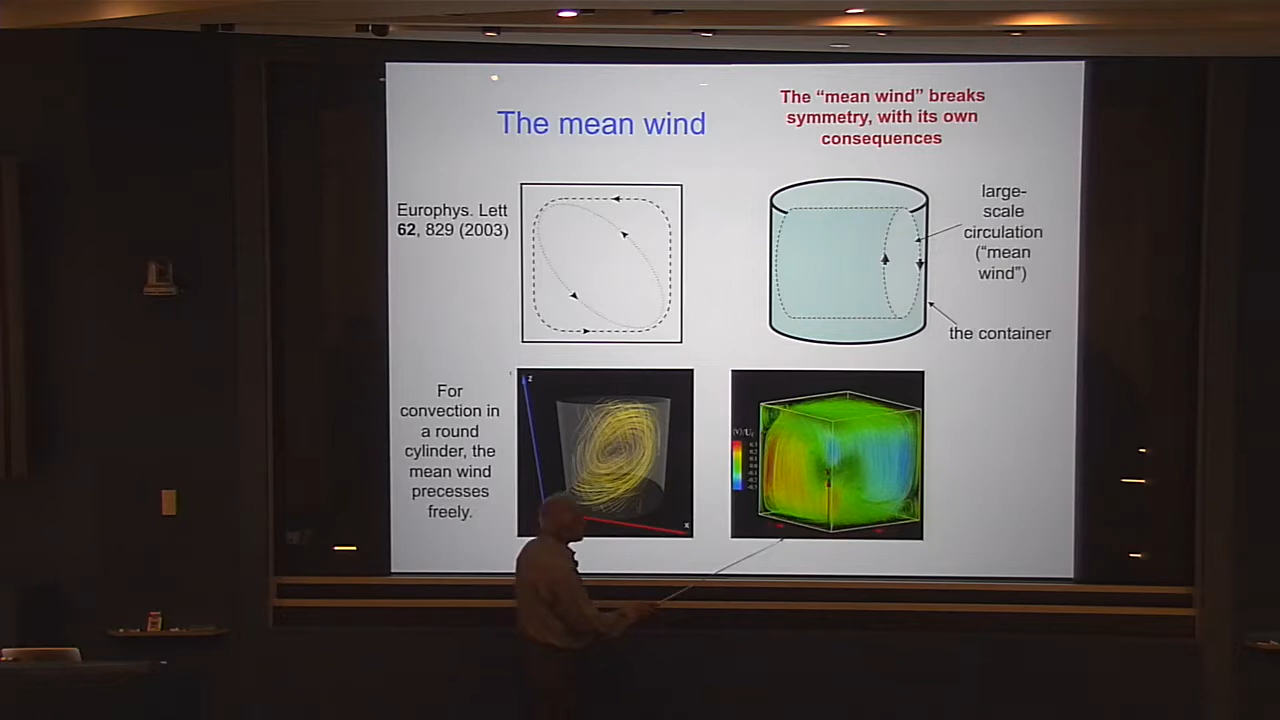 The mean wind
The “mean wind” breaks
symmetry, with its own
consequences
Europhys. Lett
62, 829 (2003)
large-
scale
circulation
(“mean
wind”)
the container
For
convection in
a round
cylinder, the
mean wind
precesses
freely.
z
x